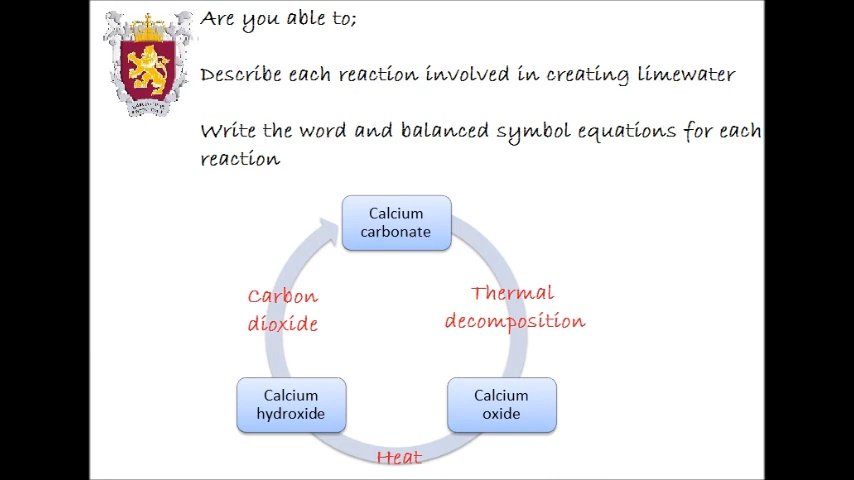 Are you able to;
Describe each reaction involved in creating limewater
Write the word and balanced symbol equations for each
reaction
Calcium
carbonate
Thermal
decomposition
Carbon
dioxide
Calcium
hydroxide
Calcium
oxide
Heat